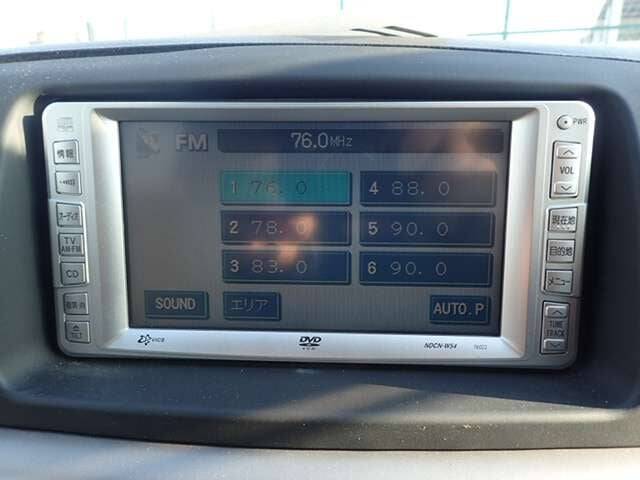 FM 76.0MHz
1 76.0
4 88.0
2 78.0
5 90.0
3 83.0
6 90.0
SOUND
エリア
AUTO.P
情報
オーディオ
TV
AM・FM
CD
TILT
PWR
VOL
現在地
目的地
メニュー
TUNE
TRACK
VICS
DVD
NDCN-W54